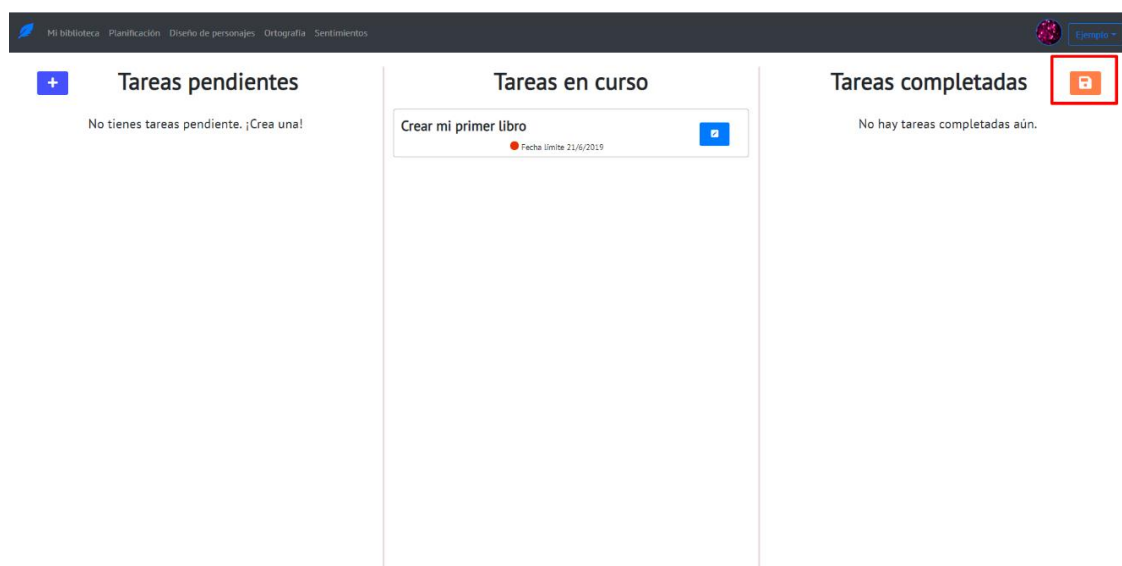 Mi biblioteca Planificación Diseño de personajes Ortografía Sentimientos
Ejemplo
Tareas pendientes
No tienes tareas pendiente. ¡Crea una!
Tareas en curso
Crear mi primer libro
Fecha límite 21/6/2019
Tareas completadas
No hay tareas completadas aún.